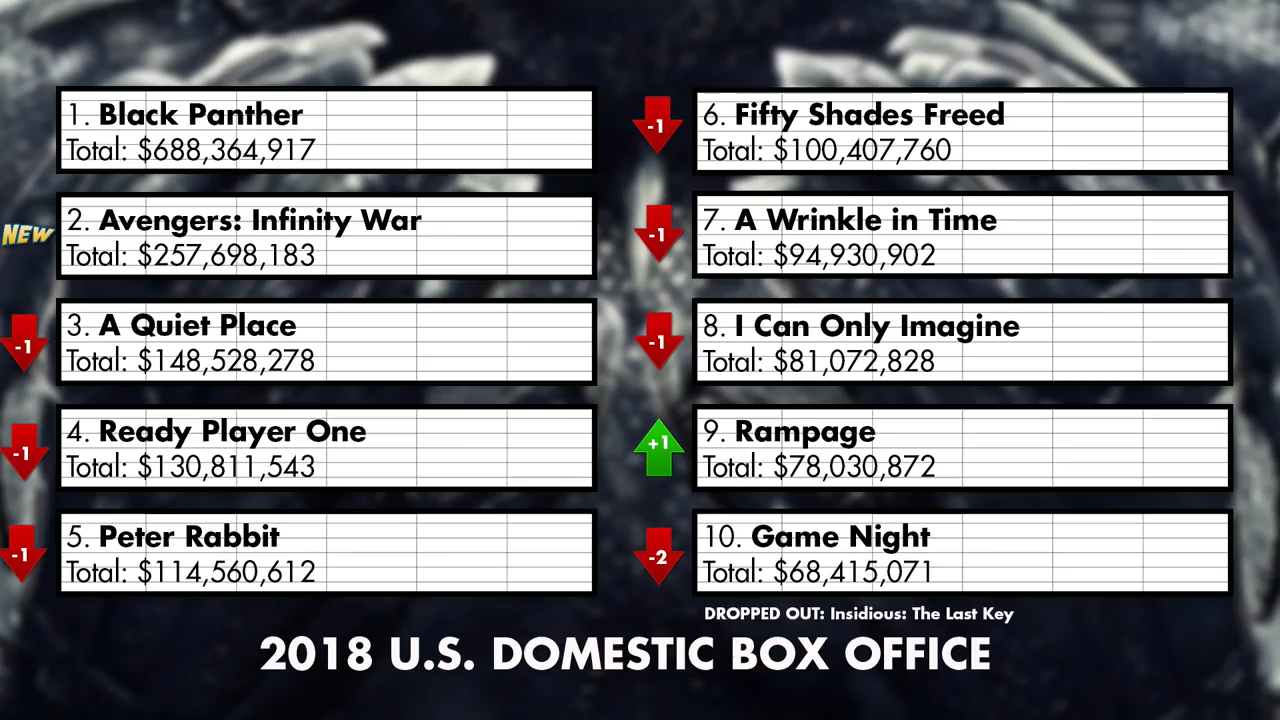 1. Black Panther
Total: $688,364,917
NEW
2. Avengers: Infinity War
Total: $257,698,183
-1
3. A Quiet Place
Total: $148,528,278
-1
4. Ready Player One
Total: $130,811,543
-1
5. Peter Rabbit
Total: $114,560,612
-1
6. Fifty Shades Freed
Total: $100,407,760
-1
7. A Wrinkle in Time
Total: $94,930,902
-1
8. I Can Only Imagine
Total: $81,072,828
+1
9. Rampage
Total: $78,030,872
-2
10. Game Night
Total: $68,415,071
DROPPED OUT: Insidious: The Last Key
2018 U.S. DOMESTIC BOX OFFICE